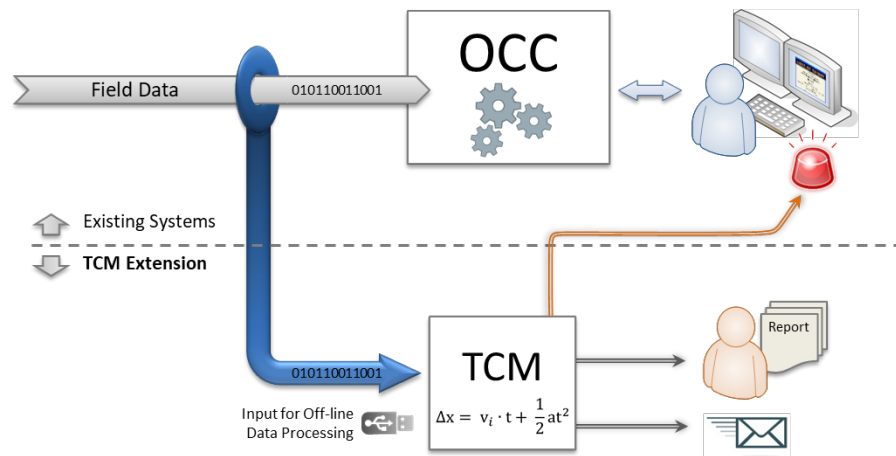 OCC
Field Data
010110011001
Existing Systems
TCM Extension
Report
010110011001
TCM
Input for Off-line
Data Processing
Δx = vᵢ · t + 1/2 at²